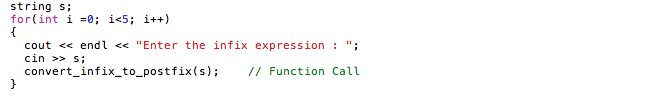 string s;
for(int i =0; i<5; i++)
{
  cout << endl << "Enter the infix expression : ";
  cin >> s;
  convert_infix_to_postfix(s);    // Function Call
}